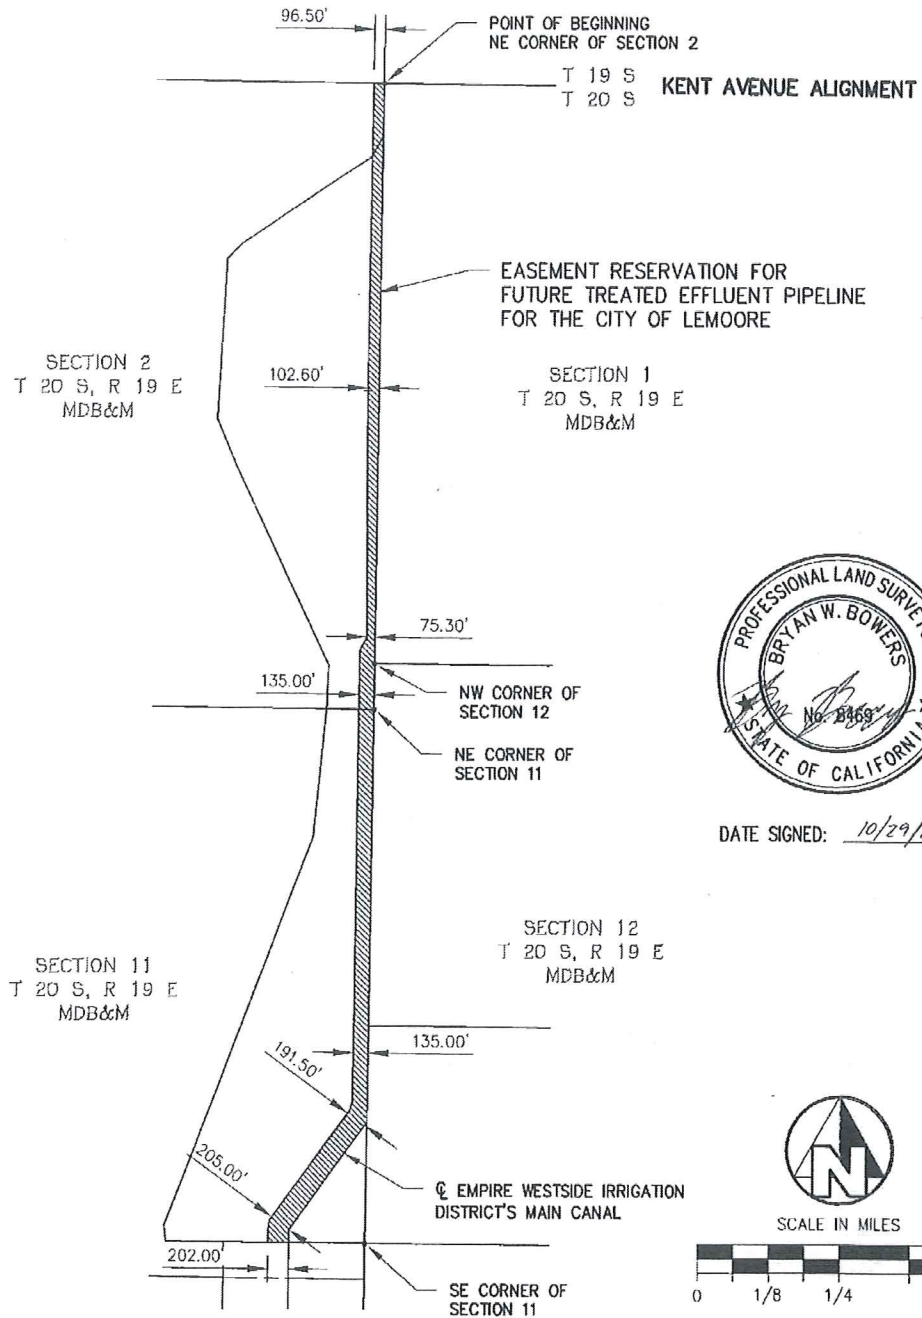 96.50'
POINT OF BEGINNING
NE CORNER OF SECTION 2
T 19 S
T 20 S
KENT AVENUE ALIGNMENT
EASEMENT RESERVATION FOR
FUTURE TREATED EFFLUENT PIPELINE
FOR THE CITY OF LEMOORE
SECTION 2
T 20 S, R 19 E
MDB&M
102.60'
SECTION 1
T 20 S, R 19 E
MDB&M
75.30'
135.00'
NW CORNER OF
SECTION 12
NE CORNER OF
SECTION 11
PROFESSIONAL LAND
BRYAN W. BOWERS
No. 8469
STATE OF CALIFORNIA
DATE SIGNED: 10/29/
SECTION 12
T 20 S, R 19 E
MDB&M
SECTION 11
T 20 S, R 19 E
MDB&M
135.00'
191.50'
205.00'
℄ EMPIRE WESTSIDE IRRIGATION
DISTRICT'S MAIN CANAL
202.00'
SE CORNER OF
SECTION 11
N
SCALE IN MILES
0 1/8 1/4